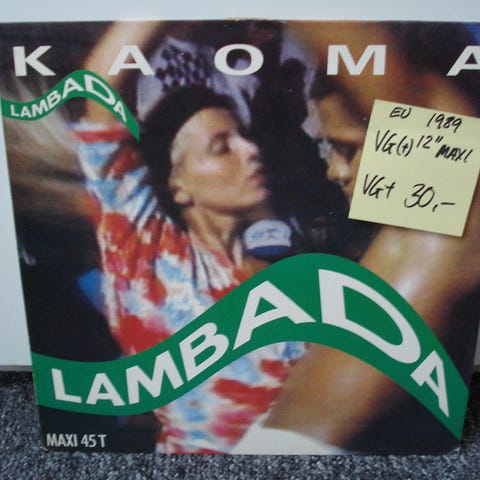 KAOMA
LAMBADA
EU 1989
VG(+) 12" MAXI
VG+ 30,-
LAMBADA
MAXI 45 T